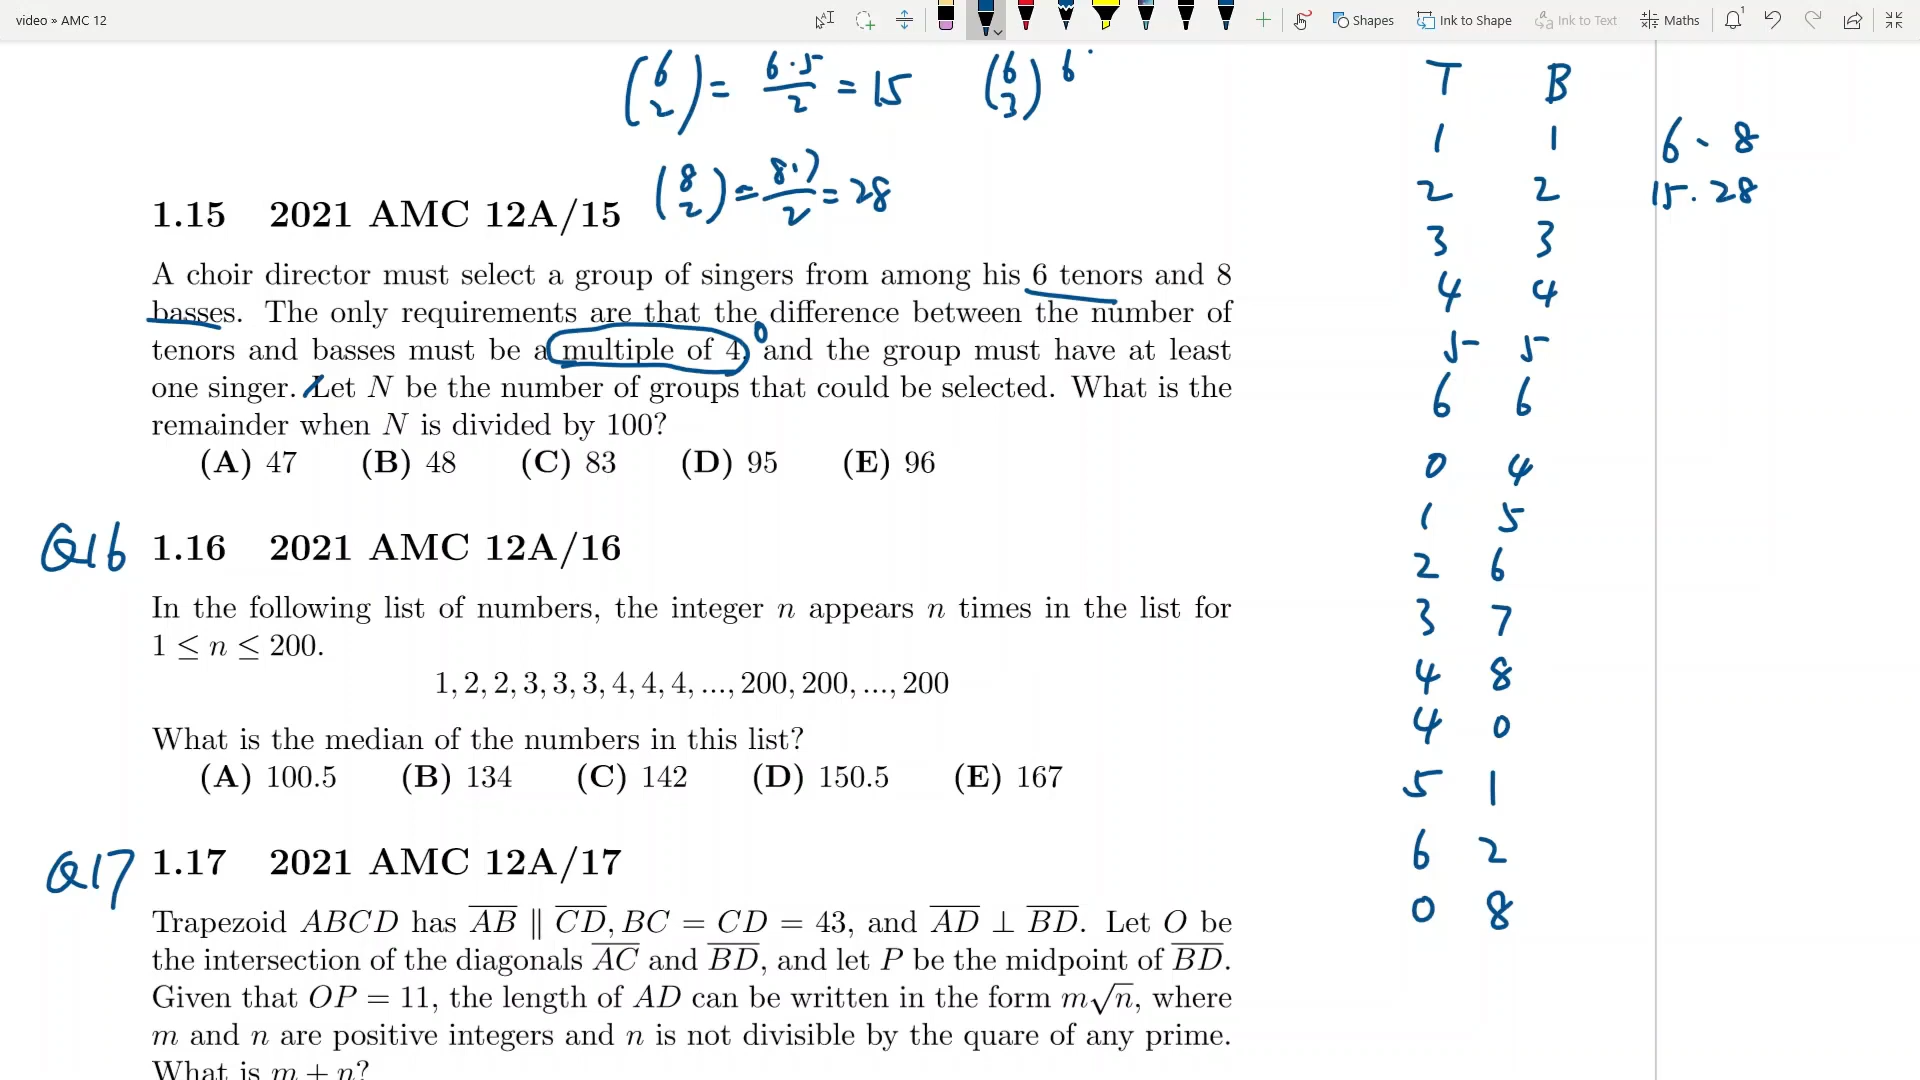 video » AMC 12
Shapes Ink to Shape Ink to Text Maths
(6 2) = 6·5/2 = 15 (6 3) 6·
(8 2) = 8·7/2 = 28
1.15 2021 AMC 12A/15
A choir director must select a group of singers from among his 6 tenors and 8
basses. The only requirements are that the difference between the number of
tenors and basses must be a multiple of 4, 0 and the group must have at least
one singer. Let N be the number of groups that could be selected. What is the
remainder when N is divided by 100?
(A) 47 (B) 48 (C) 83 (D) 95 (E) 96
Q16 1.16 2021 AMC 12A/16
In the following list of numbers, the integer n appears n times in the list for
1 ≤ n ≤ 200.
1, 2, 2, 3, 3, 3, 4, 4, 4, ..., 200, 200, ..., 200
What is the median of the numbers in this list?
(A) 100.5 (B) 134 (C) 142 (D) 150.5 (E) 167
Q17 1.17 2021 AMC 12A/17
Trapezoid ABCD has AB ∥ CD, BC = CD = 43, and AD ⊥ BD. Let O be
the intersection of the diagonals AC and BD, and let P be the midpoint of BD.
Given that OP = 11, the length of AD can be written in the form m√n, where
m and n are positive integers and n is not divisible by the quare of any prime.
What is m + n?
T B
1 1 6 · 8
2 2 15 · 28
3 3
4 4
5 5
6 6
0 4
1 5
2 6
3 7
4 8
4 0
5 1
6 2
0 8